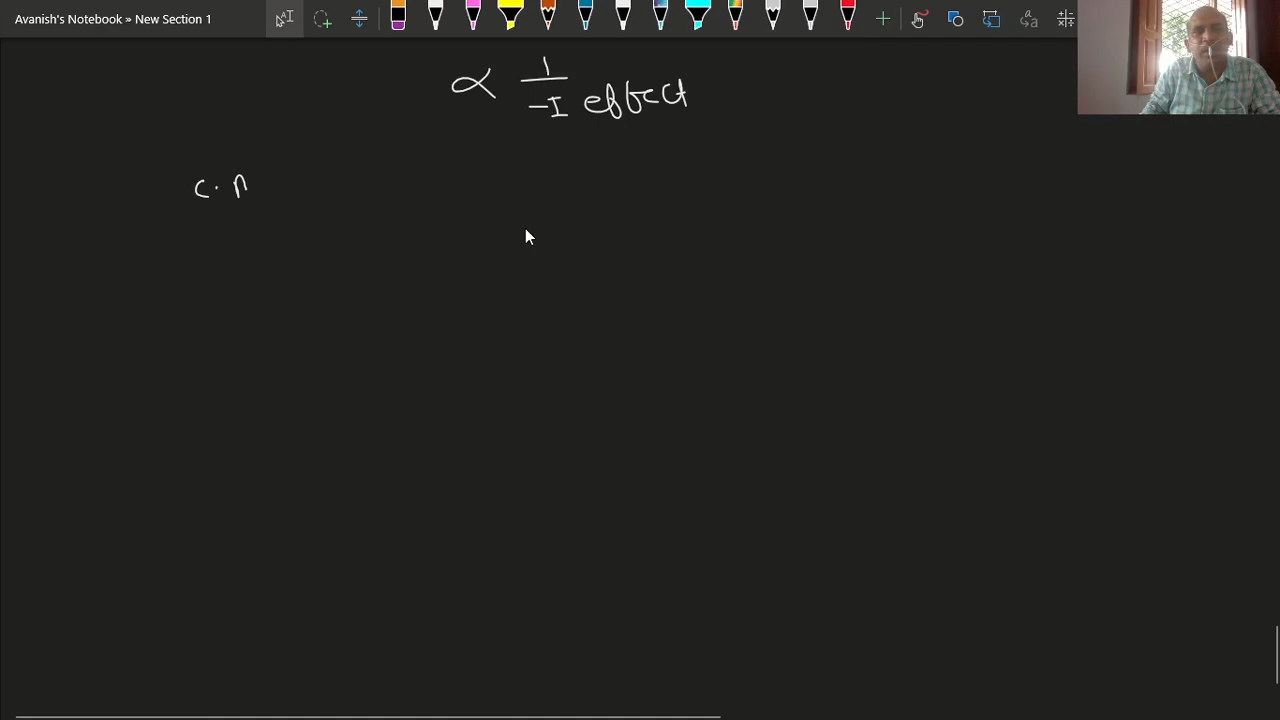 Avanish's Notebook » New Section 1
∝ 1/-I effect
C. n